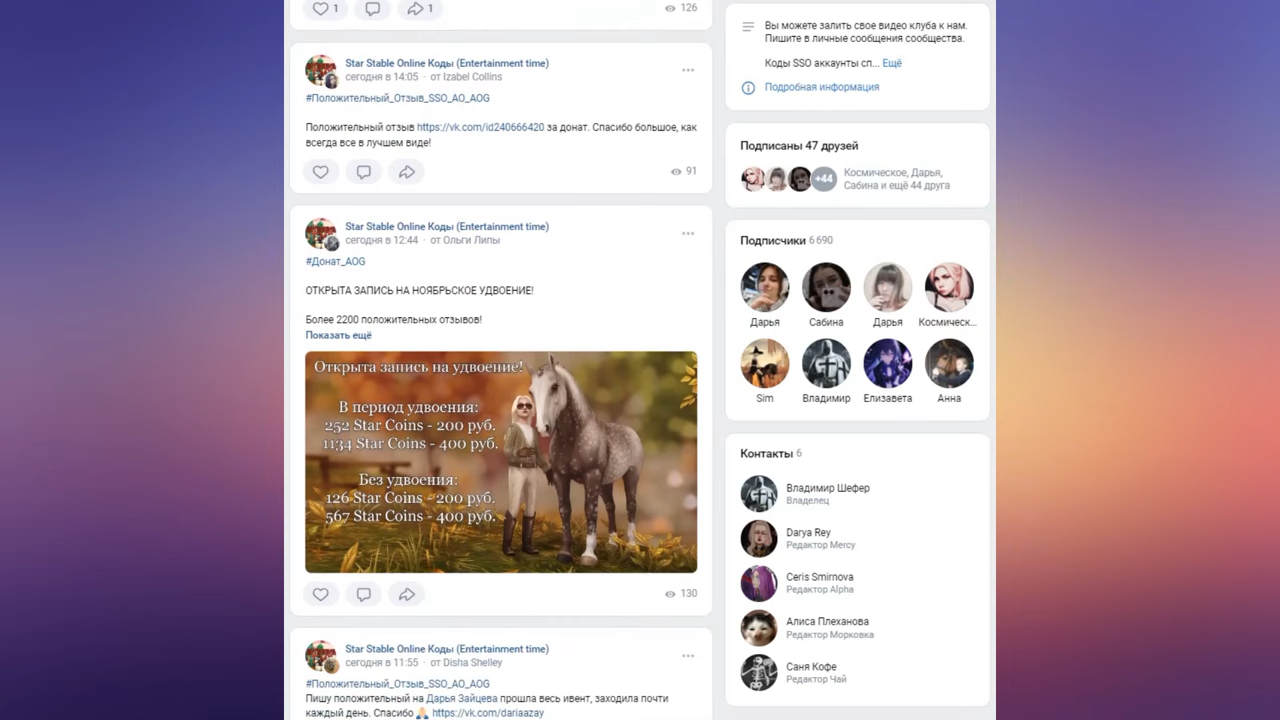 1
1
126
Star Stable Online Коды (Entertainment time)
сегодня в 14:05 · от Izabel Collins
#Положительный_Отзыв_SSO_AO_AOG
Положительный отзыв https://vk.com/id240666420 за донат. Спасибо большое, как
всегда все в лучшем виде!
91
Star Stable Online Коды (Entertainment time)
сегодня в 12:44 · от Ольги Липы
#Донат_AOG
ОТКРЫТА ЗАПИСЬ НА НОЯБРЬСКОЕ УДВОЕНИЕ!
Более 2200 положительных отзывов!
Показать ещё
Открыта запись на удвоение!
В период удвоения:
252 Star Coins - 200 руб.
1134 Star Coins - 400 руб.
Без удвоения:
126 Star Coins - 200 руб.
567 Star Coins - 400 руб.
130
Star Stable Online Коды (Entertainment time)
сегодня в 11:55 · от Disha Shelley
#Положительный_Отзыв_SSO_AO_AOG
Пишу положительный на Дарья Зайцева прошла весь ивент, заходила почти
каждый день. Спасибо 🙏🏻 https://vk.com/dariaazay
Вы можете залить свое видео клуба к нам.
Пишите в личные сообщения сообщества.
Коды SSO аккаунты сп... Ещё
Подробная информация
Подписаны 47 друзей
+44
Космическое, Дарья,
Сабина и ещё 44 друга
Подписчики 6 690
Дарья Сабина Дарья Космическ...
Sim Владимир Елизавета Анна
Контакты 6
Владимир Шефер
Владелец
Darya Rey
Редактор Mercy
Ceris Smirnova
Редактор Alpha
Алиса Плеханова
Редактор Морковка
Саня Кофе
Редактор Чай